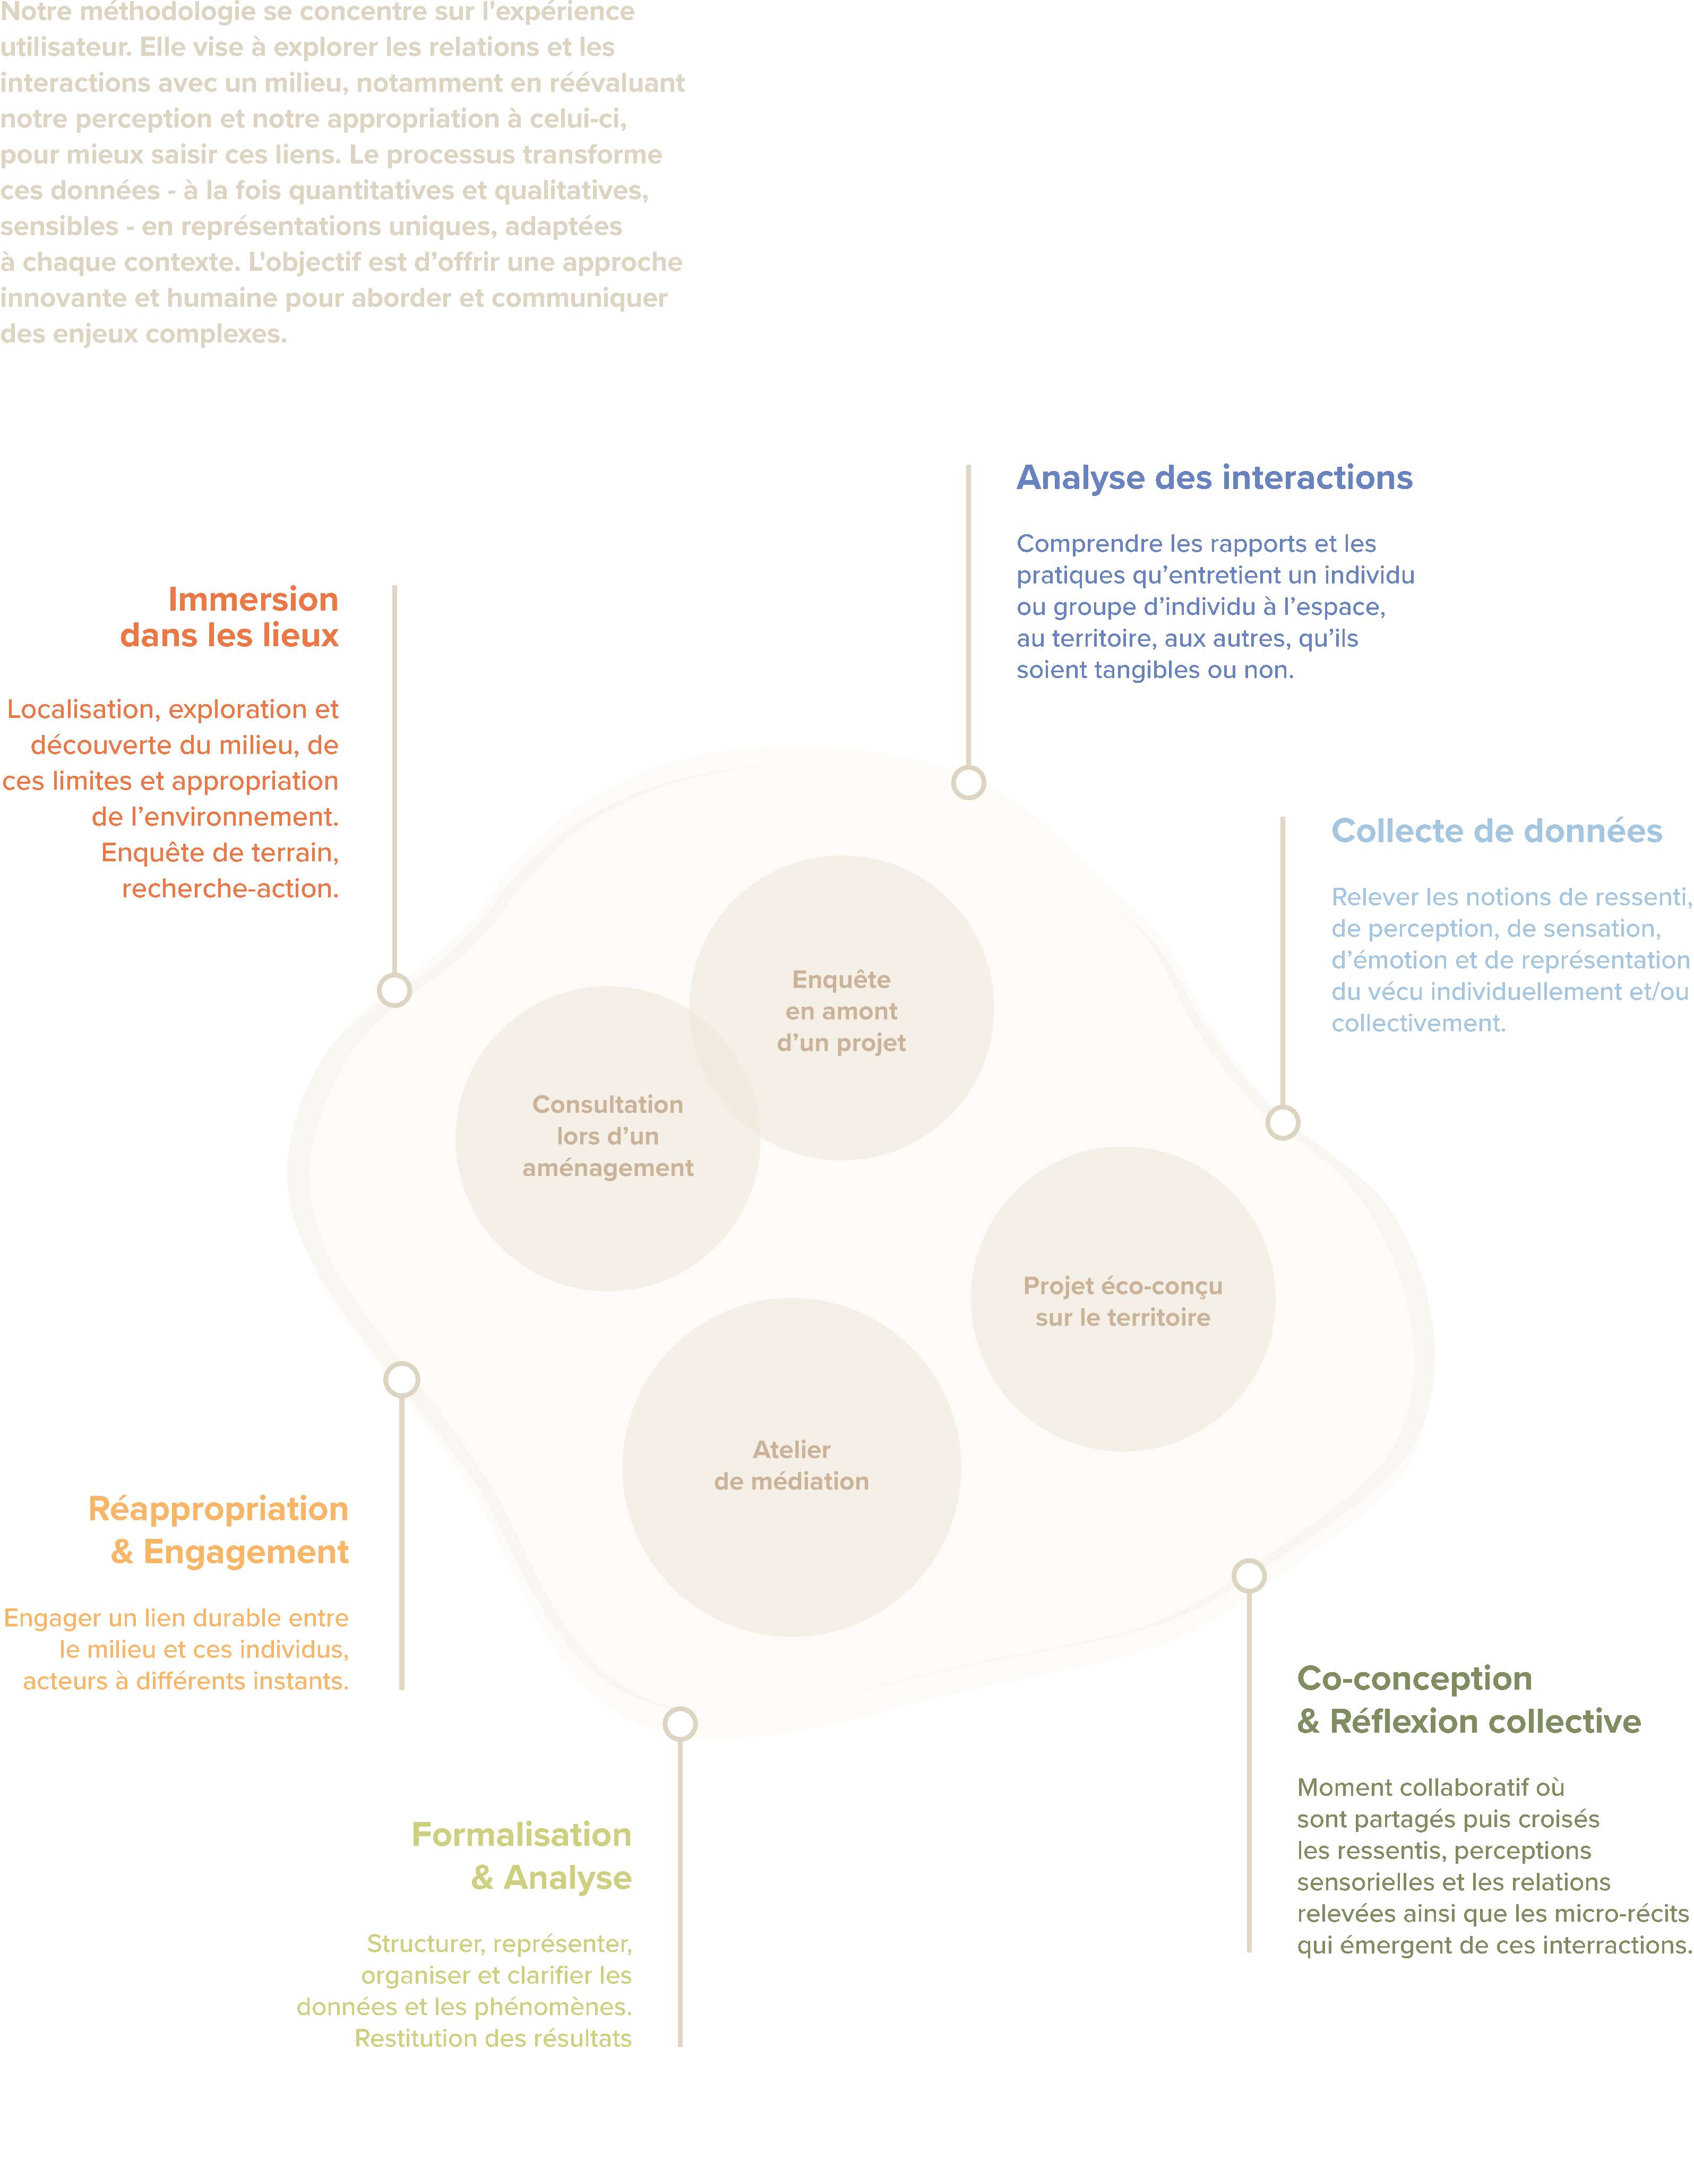 Notre méthodologie se concentre sur l'expérience
utilisateur. Elle vise à explorer les relations et les
interactions avec un milieu, notamment en réévaluant
notre perception et notre appropriation à celui-ci,
pour mieux saisir ces liens. Le processus transforme
ces données - à la fois quantitatives et qualitatives,
sensibles - en représentations uniques, adaptées
à chaque contexte. L'objectif est d’offrir une approche
innovante et humaine pour aborder et communiquer
des enjeux complexes.
Analyse des interactions
Comprendre les rapports et les
pratiques qu’entretient un individu
ou groupe d’individu à l’espace,
au territoire, aux autres, qu’ils
soient tangibles ou non.
Immersion
dans les lieux
Localisation, exploration et
découverte du milieu, de
ces limites et appropriation
de l’environnement.
Enquête de terrain,
recherche-action.
Collecte de données
Relever les notions de ressenti,
de perception, de sensation,
d’émotion et de représentation
du vécu individuellement et/ou
collectivement.
Enquête
en amont
d’un projet
Consultation
lors d’un
aménagement
Projet éco-conçu
sur le territoire
Atelier
de médiation
Réappropriation
& Engagement
Engager un lien durable entre
le milieu et ces individus,
acteurs à différents instants.
Co-conception
& Réflexion collective
Moment collaboratif où
sont partagés puis croisés
les ressentis, perceptions
sensorielles et les relations
relevées ainsi que les micro-récits
qui émergent de ces interractions.
Formalisation
& Analyse
Structurer, représenter,
organiser et clarifier les
données et les phénomènes.
Restitution des résultats